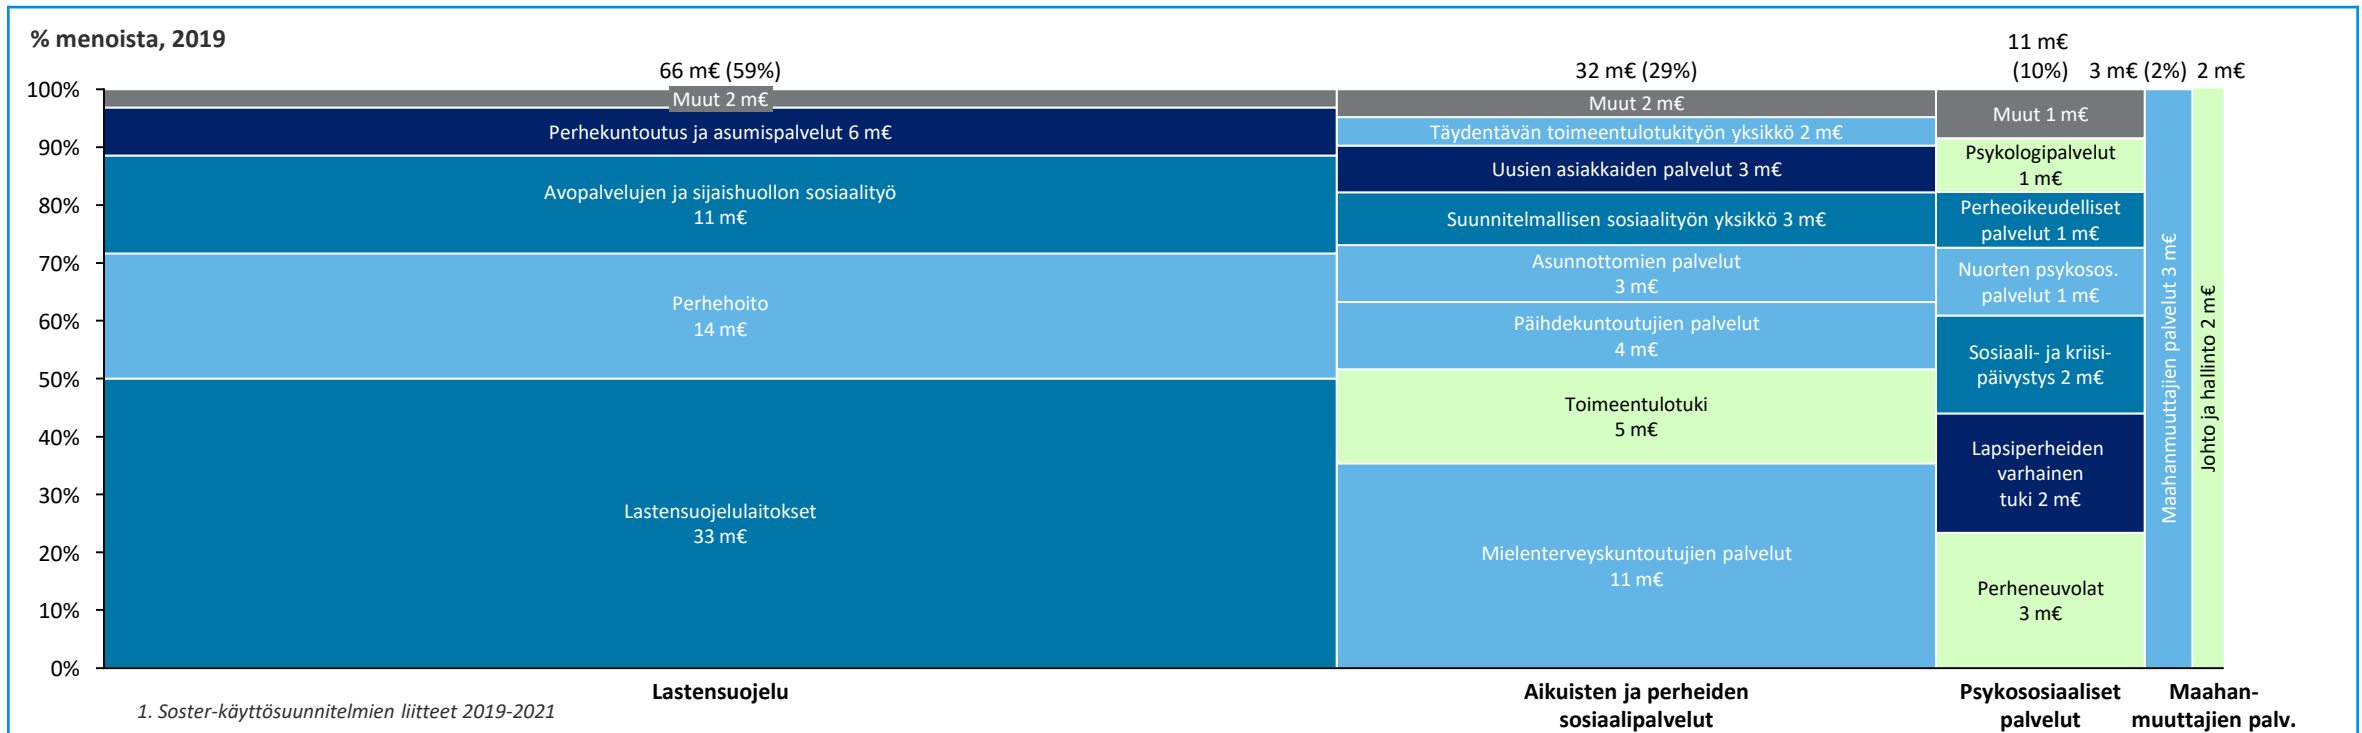 % menoista, 2019
66 m€ (59%)
32 m€ (29%)
11 m€
(10%)
3 m€ (2%)
2 m€
100%
90%
80%
70%
60%
50%
40%
30%
20%
10%
0%
Muut 2 m€
Perhekuntoutus ja asumispalvelut 6 m€
Avopalvelujen ja sijaishuollon sosiaalityö
11 m€
Perhehoito
14 m€
Lastensuojelulaitokset
33 m€
Muut 2 m€
Täydentävän toimeentulotukityön yksikkö 2 m€
Uusien asiakkaiden palvelut 3 m€
Suunnitelmallisen sosiaalityön yksikkö 3 m€
Asunnottomien palvelut
3 m€
Päihdekuntoutujien palvelut
4 m€
Toimeentulotuki
5 m€
Mielenterveyskuntoutujien palvelut
11 m€
Muut 1 m€
Psykologipalvelut
1 m€
Perheoikeudelliset
palvelut 1 m€
Nuorten psykosos.
palvelut 1 m€
Sosiaali- ja kriisi-
päivystys 2 m€
Lapsiperheiden
varhainen
tuki 2 m€
Perheneuvolat
3 m€
Maahanmuuttajien palvelut 3 m€
Johto ja hallinto 2 m€
Lastensuojelu
Aikuisten ja perheiden
sosiaalipalvelut
Psykososiaaliset
palvelut
Maahan-
muuttajien palv.
1. Soster-käyttösuunnitelmien liitteet 2019-2021